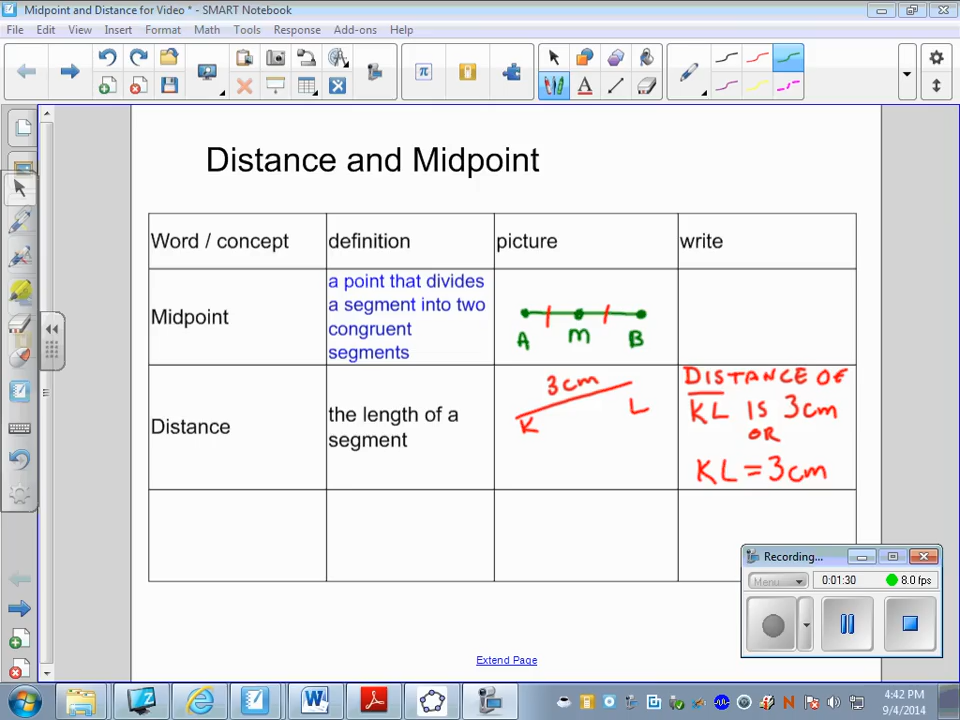 Midpoint and Distance for Video * - SMART Notebook
File Edit View Insert Format Math Tools Response Add-ons Help
Distance and Midpoint
Word / concept definition picture write
Midpoint
a point that divides
a segment into two
congruent
segments
A M B
Distance
the length of a
segment
3cm
K L
DISTANCE OF
KL IS 3cm
OR
KL = 3cm
Recording...
Menu
0:01:30 8.0 fps
Extend Page
4:42 PM
9/4/2014